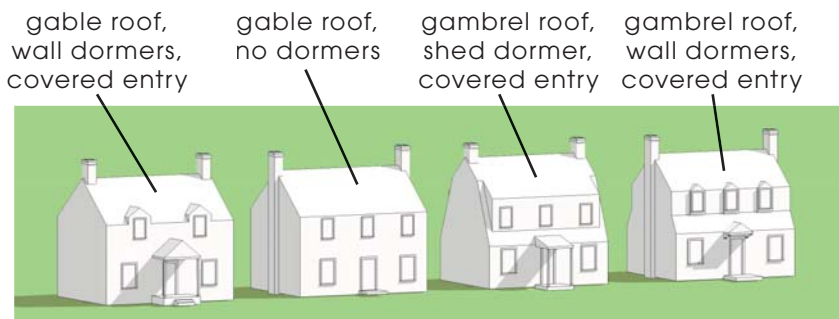 gable roof,
wall dormers,
covered entry
gable roof,
no dormers
gambrel roof,
shed dormer,
covered entry
gambrel roof,
wall dormers,
covered entry